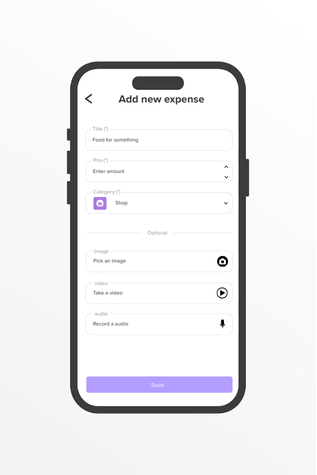 Add new expense
Title (*)
Food for something
Prix (*)
Enter amount
Category (*)
Shop
Optional
Image
Pick an image
video
Take a video
audio
Record a audio
Save